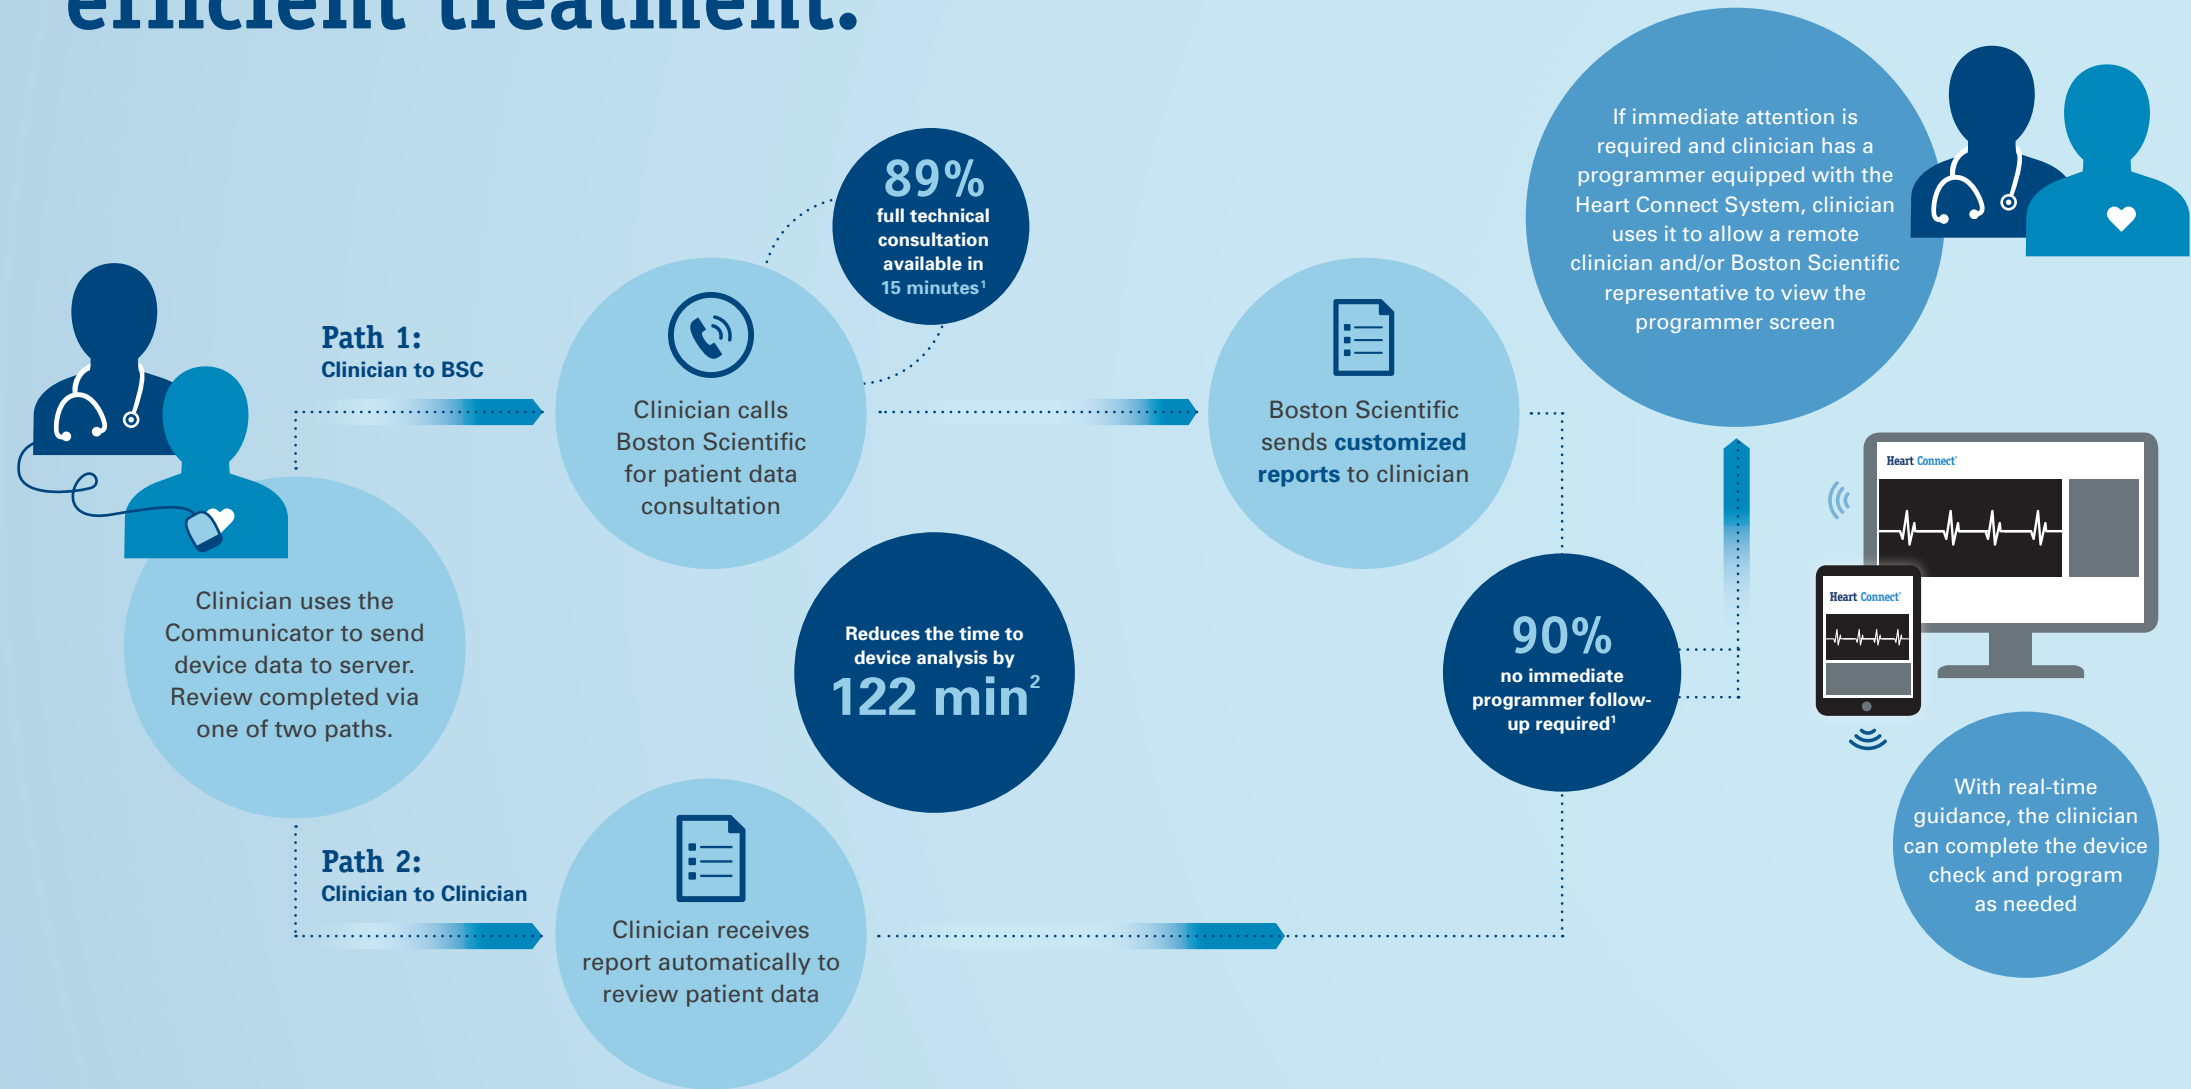 efficient treatment.
Path 1:
Clinician to BSC
Clinician uses the
Communicator to send
device data to server.
Review completed via
one of two paths.
Clinician calls
Boston Scientific
for patient data
consultation
89%
full technical
consultation
available in
15 minutes¹
Boston Scientific
sends customized
reports to clinician
Reduces the time to
device analysis by
122 min²
Path 2:
Clinician to Clinician
Clinician receives
report automatically to
review patient data
90%
no immediate
programmer follow-
up required¹
If immediate attention is
required and clinician has a
programmer equipped with the
Heart Connect System, clinician
uses it to allow a remote
clinician and/or Boston Scientific
representative to view the
programmer screen
Heart Connect
Heart Connect
With real-time
guidance, the clinician
can complete the device
check and program
as needed